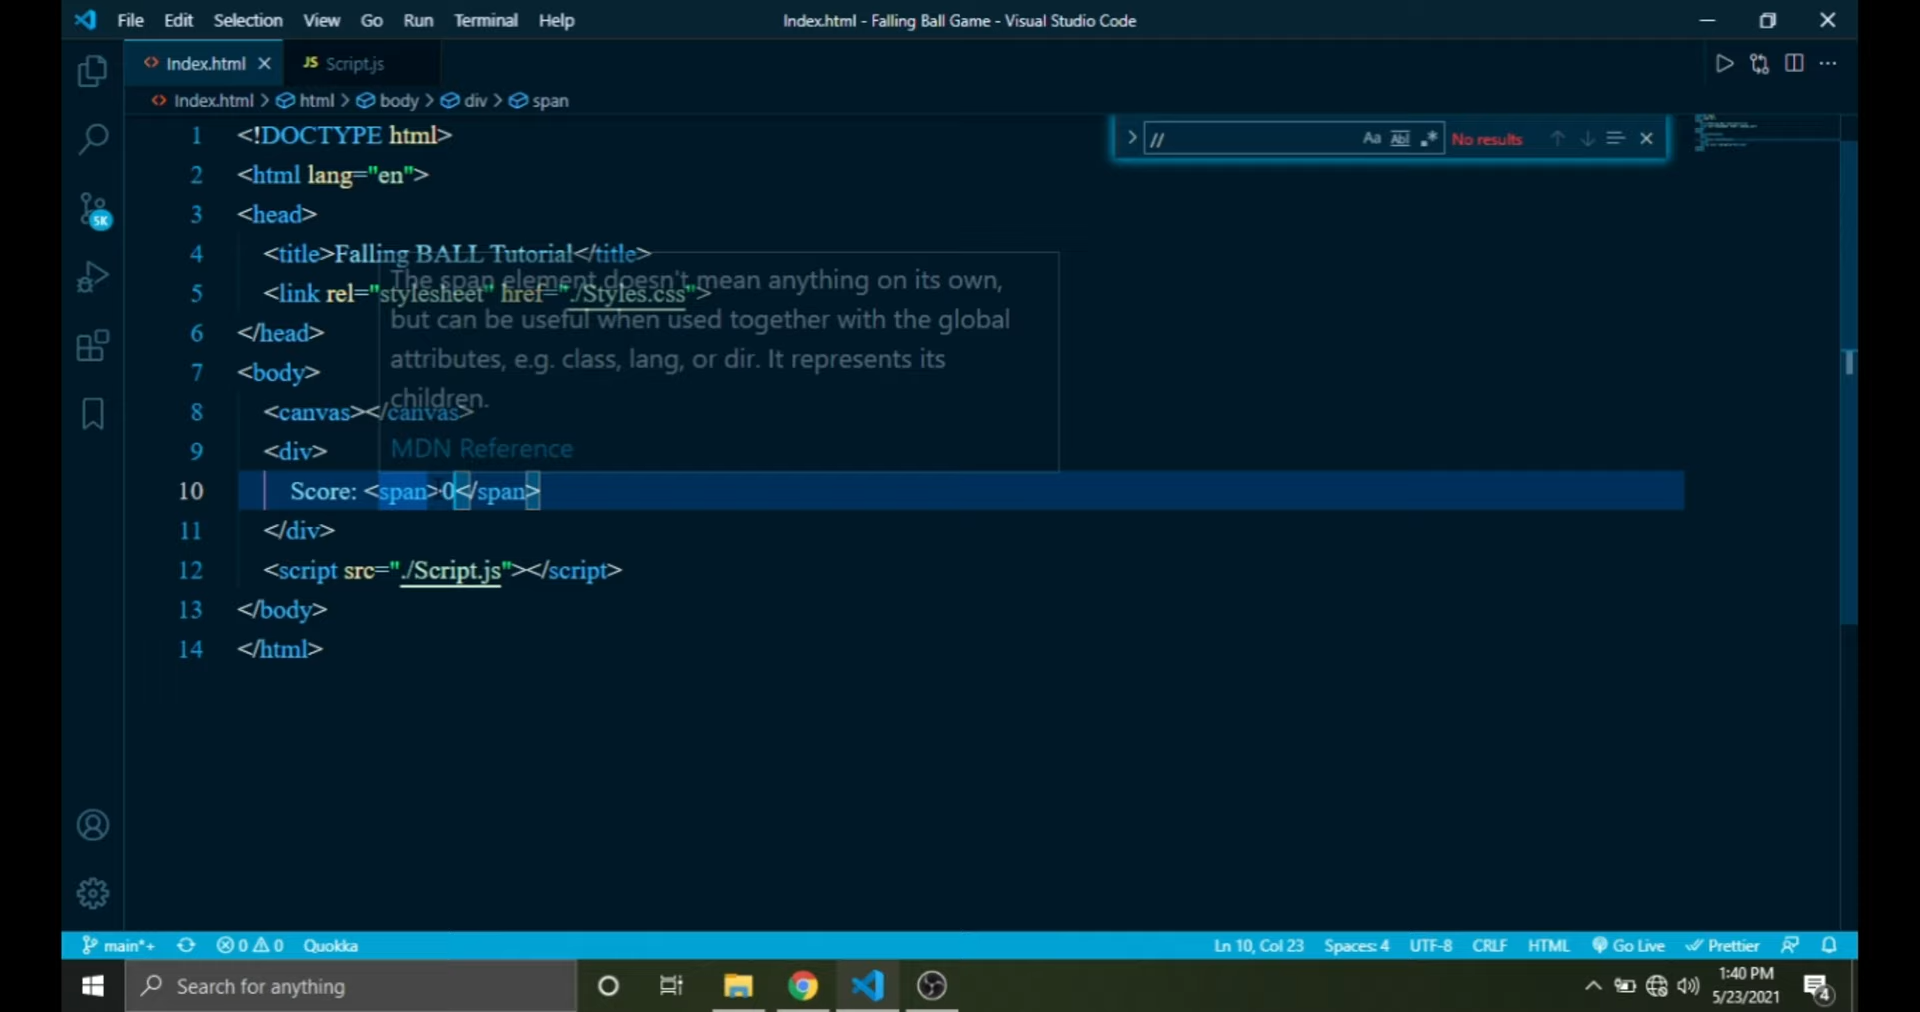 File Edit Selection View Go Run Terminal Help Index.html - Falling Ball Game - Visual Studio Code
Index.html JS Script.js
Index.html > html > body > div > span
// Aa Abl .* No results
1 <!DOCTYPE html>
2 <html lang="en">
3 <head>
4 <title>Falling BALL Tutorial</title>
The span element doesn't mean anything on its own,
5 <link rel="stylesheet" href="./Styles.css">
but can be useful when used together with the global
6 </head>
attributes, e.g. class, lang, or dir. It represents its
7 <body>
children.
8 <canvas></canvas>
9 <div>
MDN Reference
10 Score: <span>·0</span>
11 </div>
12 <script src="./Script.js"></script>
13 </body>
14 </html>
5K
main*+ 0 0 Quokka Ln 10, Col 23 Spaces: 4 UTF-8 CRLF HTML Go Live Prettier
Search for anything
1:40 PM
5/23/2021
4